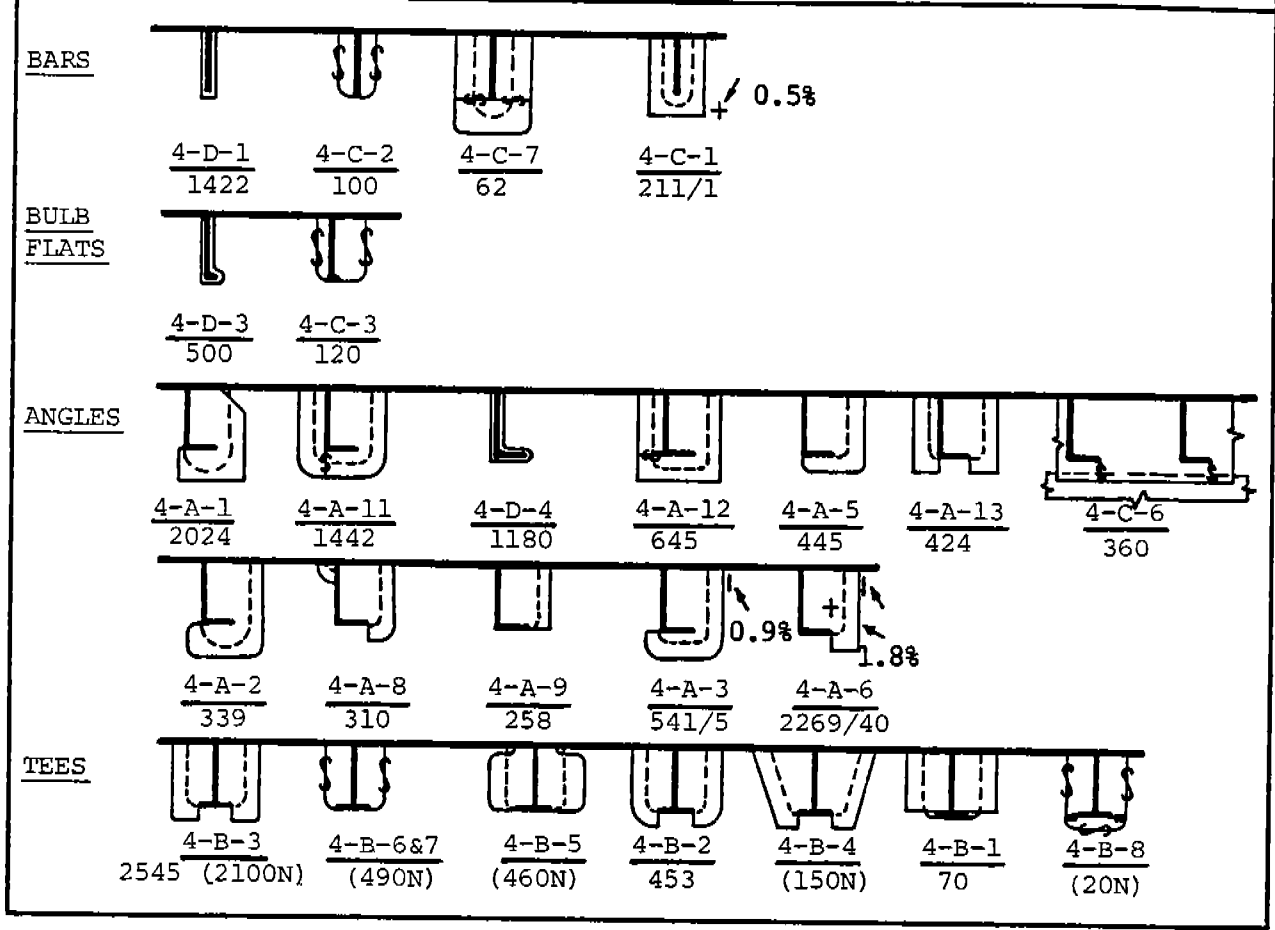 BARS
0.5%
4-D-1 4-C-2 4-C-7 4-C-1
1422 100 62 211/1
BULB
FLATS
4-D-3 4-C-3
500 120
ANGLES
4-A-1 4-A-11 4-D-4 4-A-12 4-A-5 4-A-13 4-C-6
2024 1442 1180 645 445 424 360
0.9%
1.8%
4-A-2 4-A-8 4-A-9 4-A-3 4-A-6
339 310 258 541/5 2269/40
TEES
4-B-3 4-B-6&7 4-B-5 4-B-2 4-B-4 4-B-1 4-B-8
2545 (2100N) (490N) (460N) 453 (150N) 70 (20N)